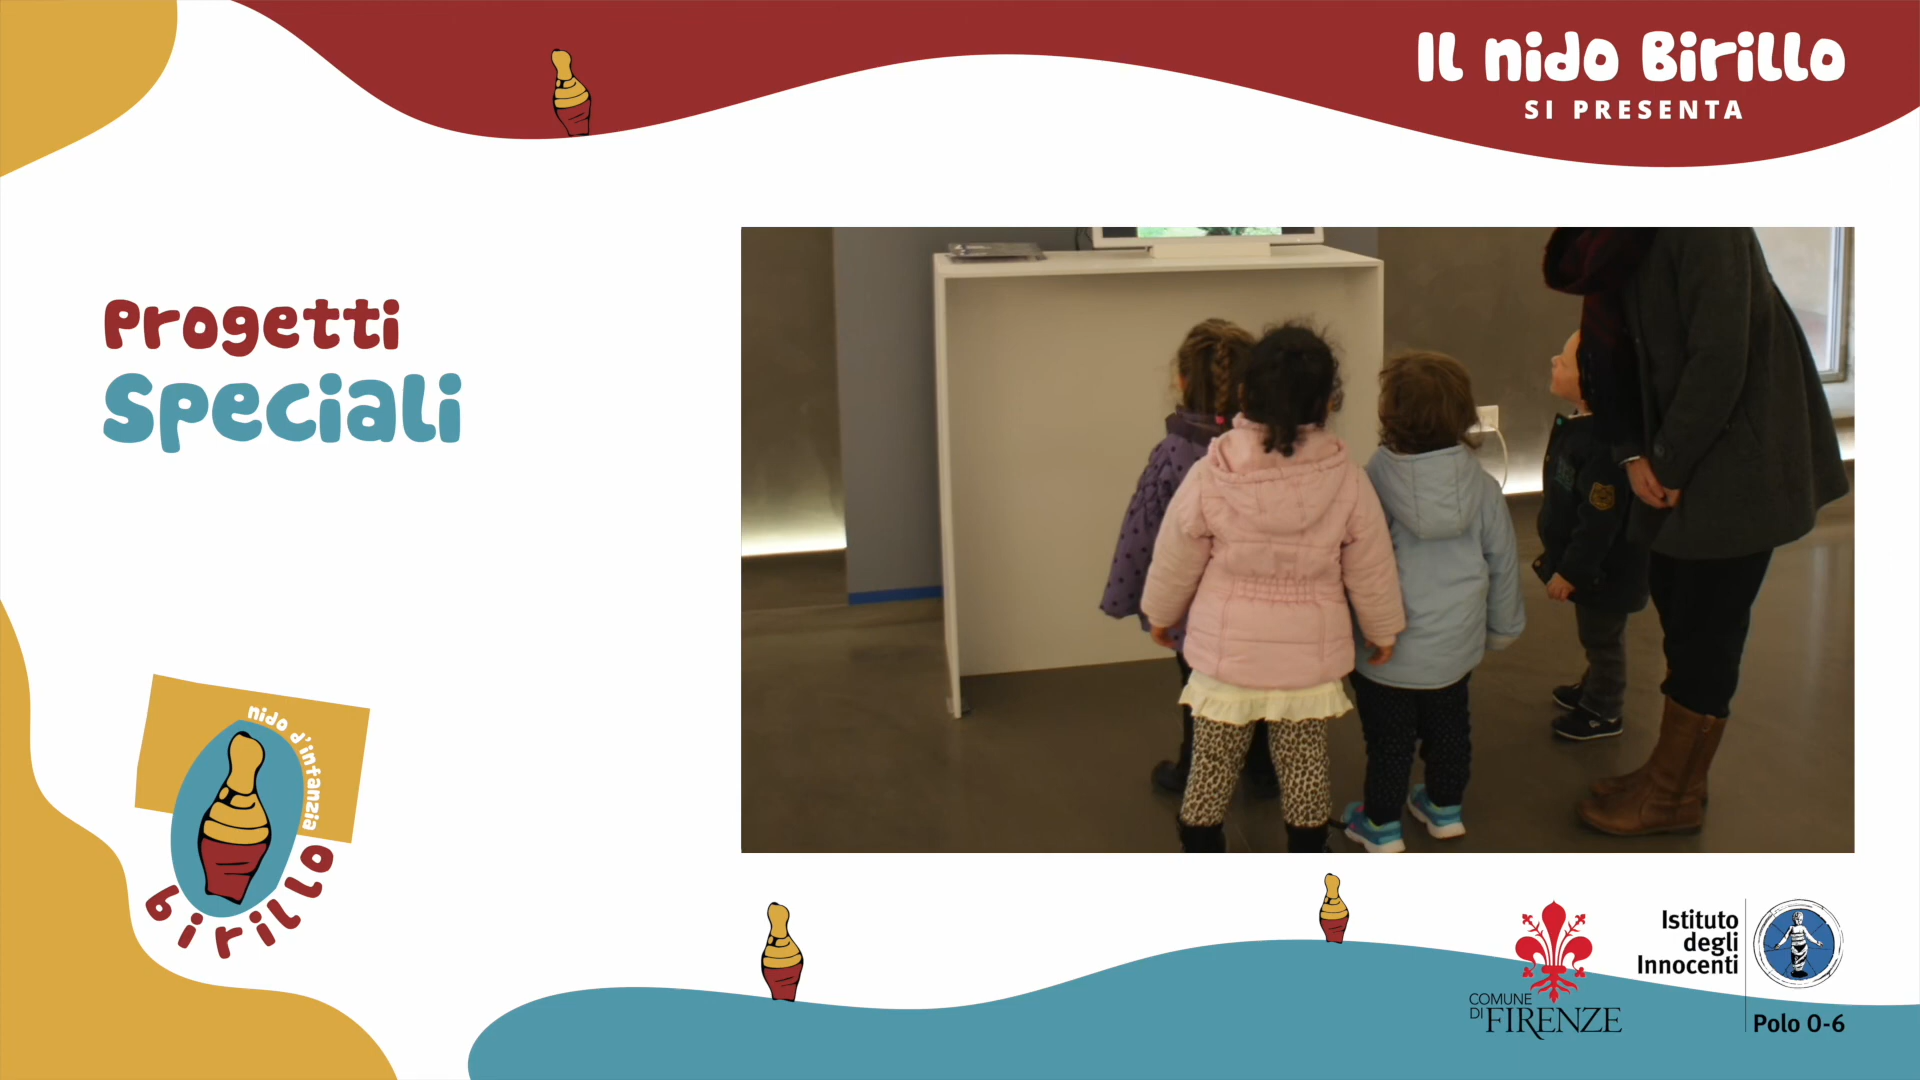 Il nido Birillo
SI PRESENTA
Progetti
Speciali
nido d'infanzia
birillo
COMUNE
DI FIRENZE
Istituto
degli
Innocenti
Polo 0-6